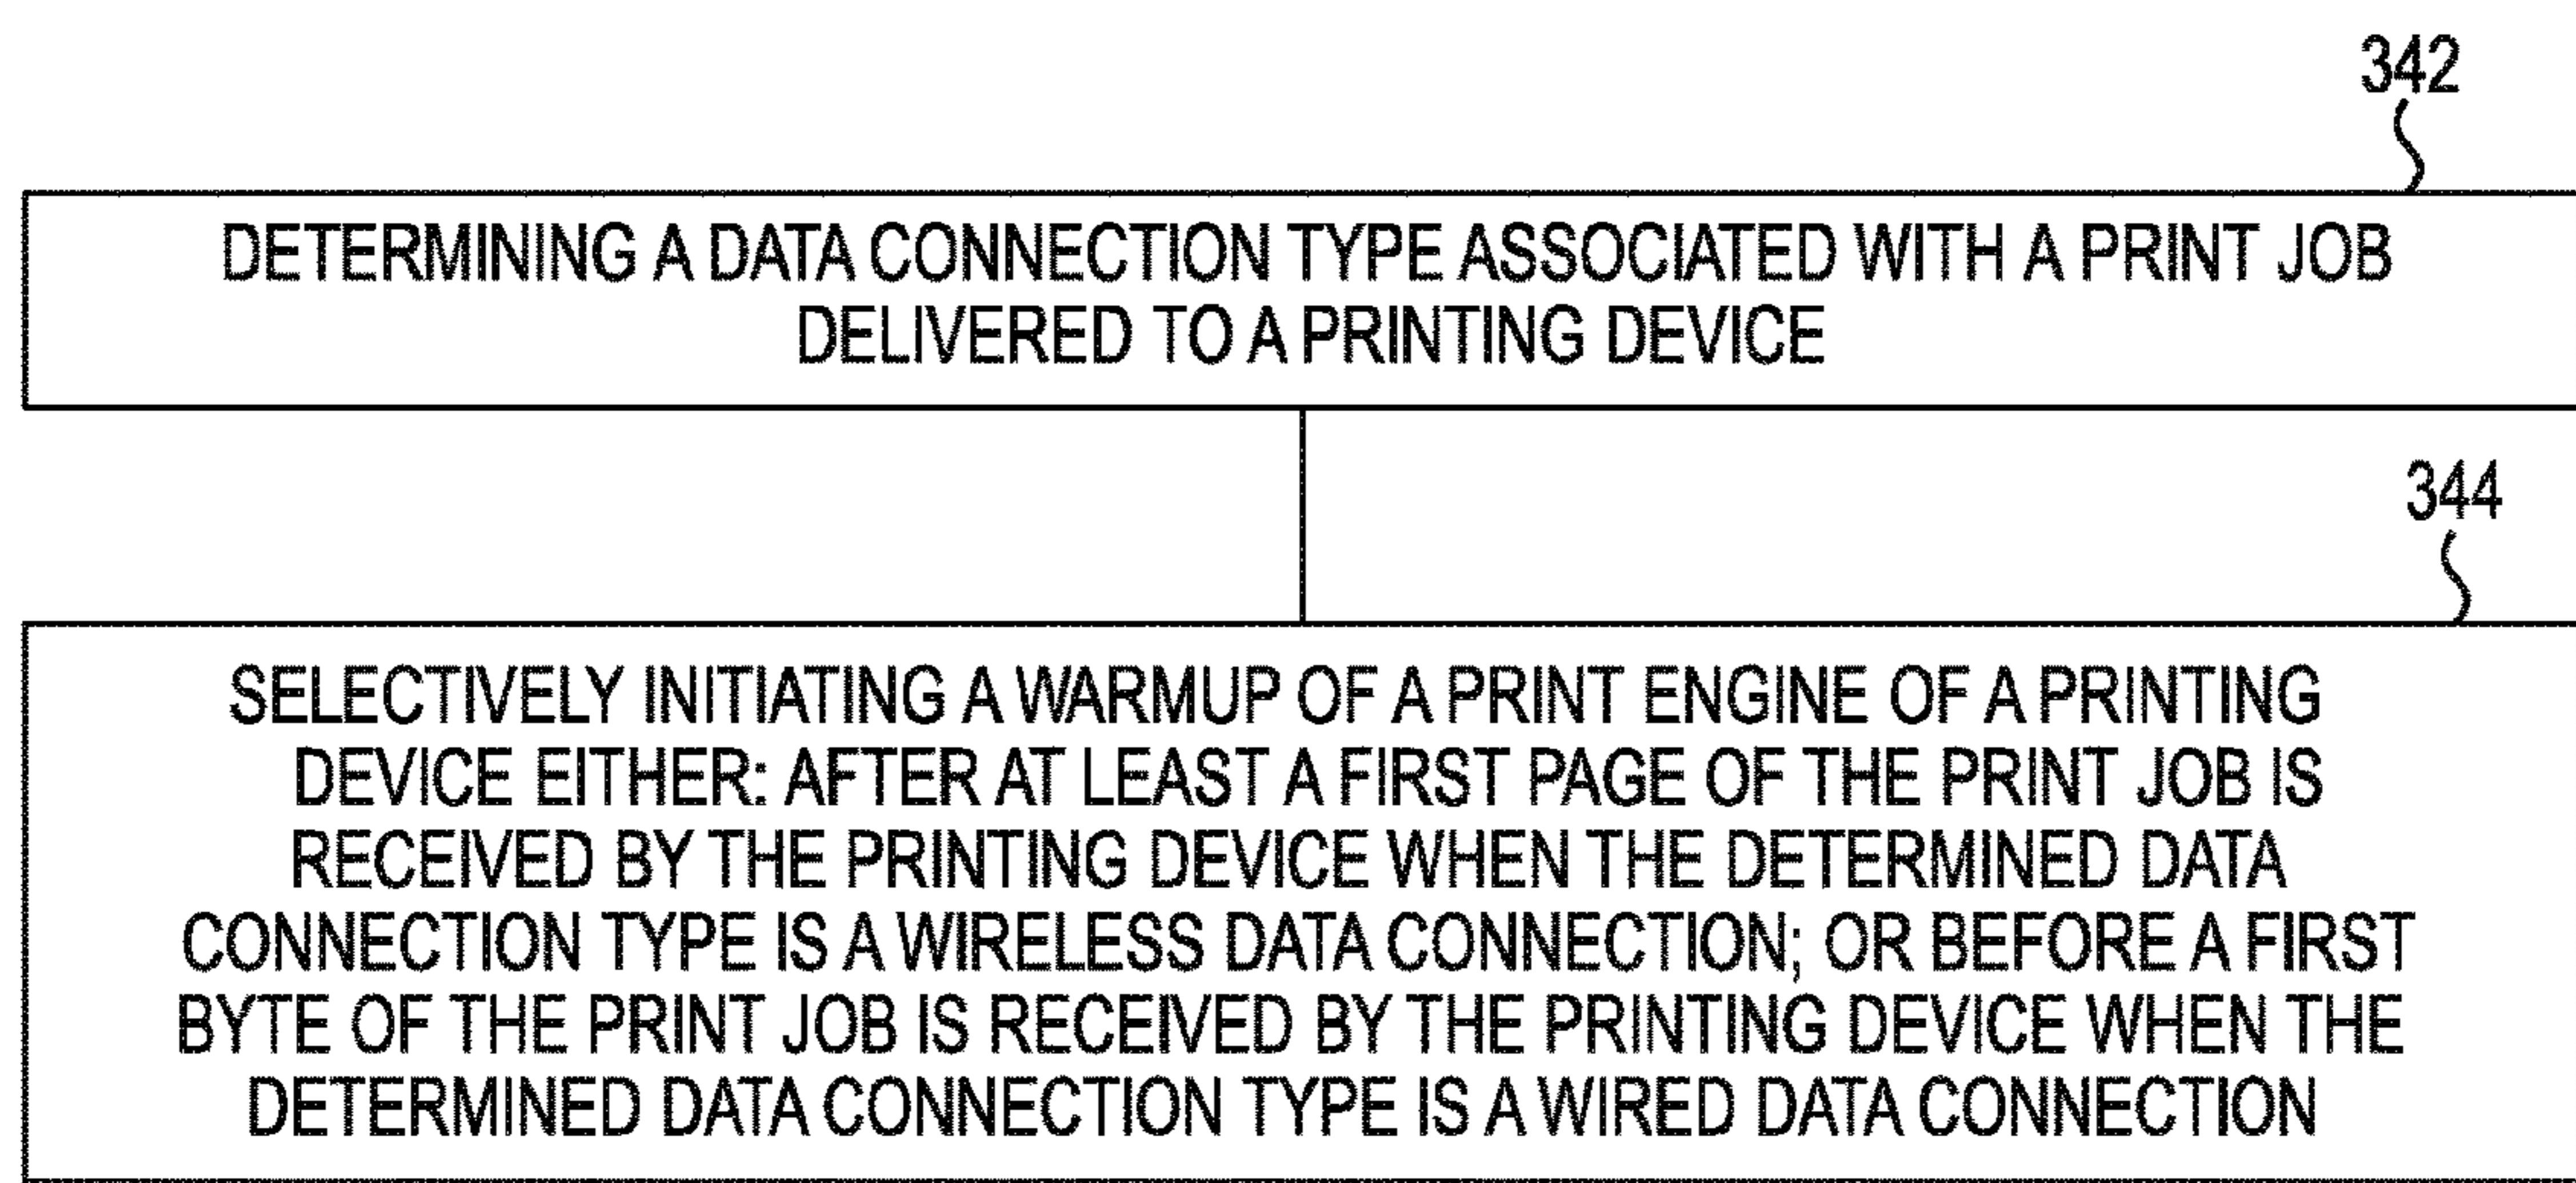 342
DETERMINING A DATA CONNECTION TYPE ASSOCIATED WITH A PRINT JOB
DELIVERED TO A PRINTING DEVICE
344
SELECTIVELY INITIATING A WARMUP OF A PRINT ENGINE OF A PRINTING
DEVICE EITHER: AFTER AT LEAST A FIRST PAGE OF THE PRINT JOB IS
RECEIVED BY THE PRINTING DEVICE WHEN THE DETERMINED DATA
CONNECTION TYPE IS A WIRELESS DATA CONNECTION; OR BEFORE A FIRST
BYTE OF THE PRINT JOB IS RECEIVED BY THE PRINTING DEVICE WHEN THE
DETERMINED DATA CONNECTION TYPE IS A WIRED DATA CONNECTION